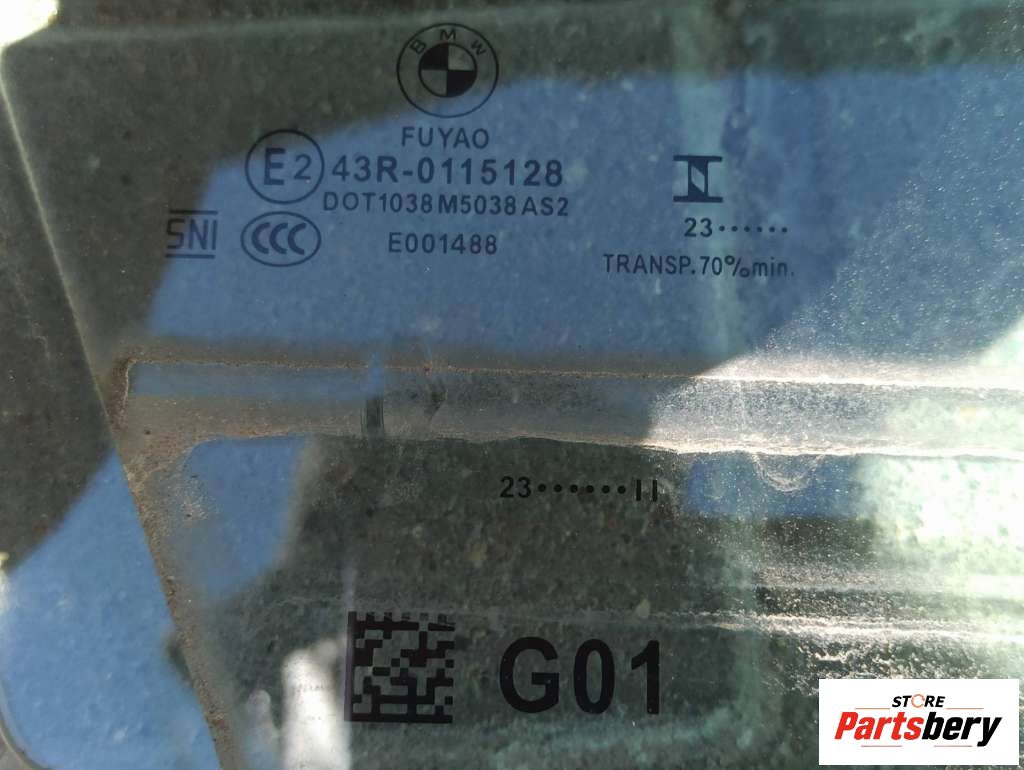 BMW
FUYAO
E2 43R-0115128
DOT1038 M5038 AS2
SNI CCC E001488
N
23••••••
TRANSP.70%min.
23••••••II
G01
STORE
Partsbery